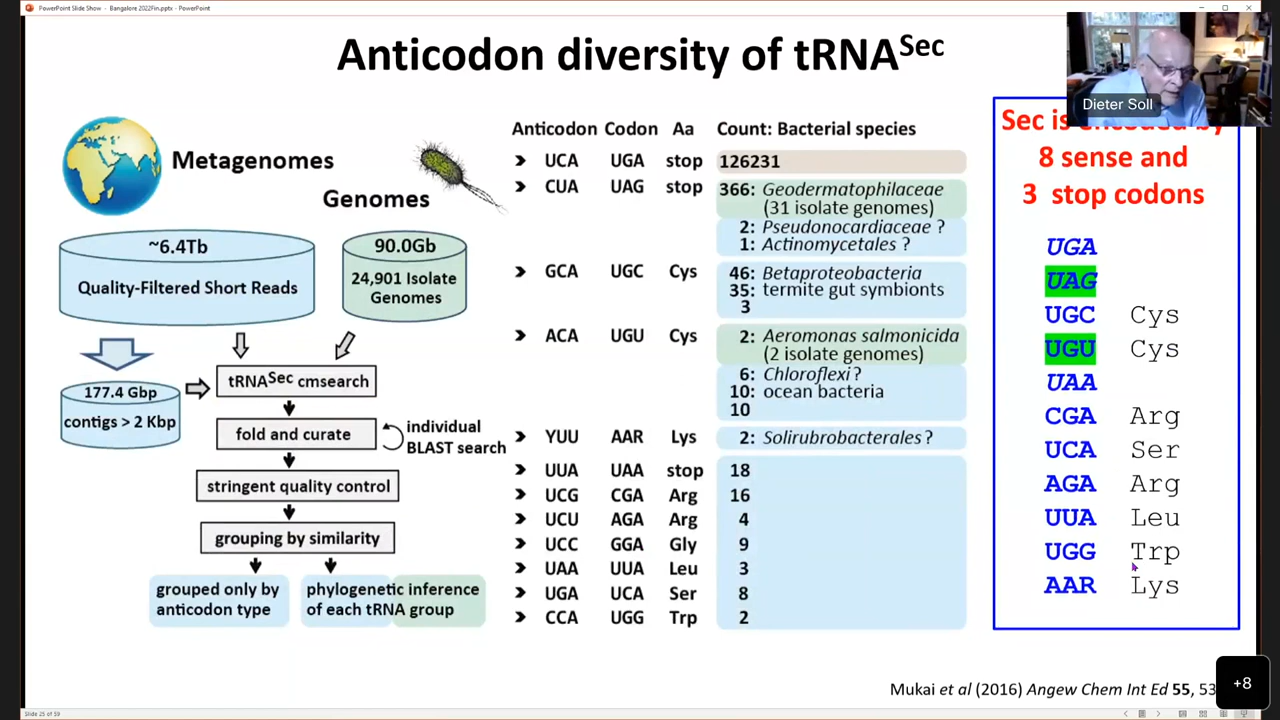 PowerPoint Slide Show - Bangalore 2022Fin.pptx - PowerPoint
Anticodon diversity of tRNASec
Dieter Soll
Metagenomes
Genomes
~6.4Tb
Quality-Filtered Short Reads
90.0Gb
24,901 Isolate
Genomes
177.4 Gbp
contigs > 2 Kbp
tRNASec cmsearch
fold and curate
individual
BLAST search
stringent quality control
grouping by similarity
grouped only by
anticodon type
phylogenetic inference
of each tRNA group
Anticodon Codon Aa Count: Bacterial species
UCA UGA stop 126231
CUA UAG stop 366: Geodermatophilaceae
(31 isolate genomes)
2: Pseudonocardiaceae ?
1: Actinomycetales ?
GCA UGC Cys 46: Betaproteobacteria
35: termite gut symbionts
3
ACA UGU Cys 2: Aeromonas salmonicida
(2 isolate genomes)
6: Chloroflexi ?
10: ocean bacteria
10
YUU AAR Lys 2: Solirubrobacterales ?
UUA UAA stop 18
UCG CGA Arg 16
UCU AGA Arg 4
UCC GGA Gly 9
UAA UUA Leu 3
UGA UCA Ser 8
CCA UGG Trp 2
Sec is encoded by
8 sense and
3 stop codons
UGA
UAG
UGC Cys
UGU Cys
UAA
CGA Arg
UCA Ser
AGA Arg
UUA Leu
UGG Trp
AAR Lys
Mukai et al (2016) Angew Chem Int Ed 55, 53
+8
Slide 25 of 59